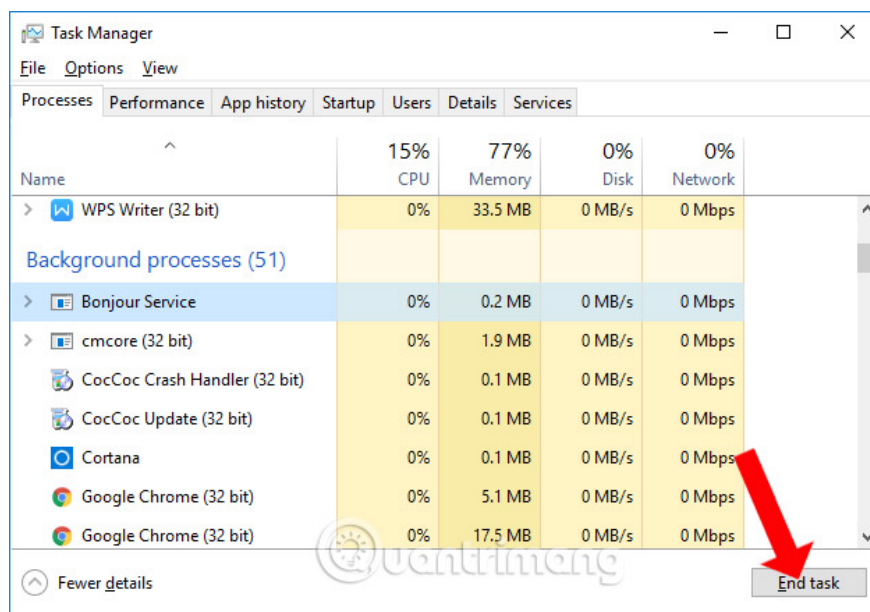 Task Manager
File Options View
Processes Performance App history Startup Users Details Services
15% 77% 0% 0%
Name CPU Memory Disk Network
WPS Writer (32 bit) 0% 33.5 MB 0 MB/s 0 Mbps
Background processes (51)
Bonjour Service 0% 0.2 MB 0 MB/s 0 Mbps
cmcore (32 bit) 0% 1.9 MB 0 MB/s 0 Mbps
CocCoc Crash Handler (32 bit) 0% 0.1 MB 0 MB/s 0 Mbps
CocCoc Update (32 bit) 0% 0.1 MB 0 MB/s 0 Mbps
Cortana 0% 0.1 MB 0 MB/s 0 Mbps
Google Chrome (32 bit) 0% 5.1 MB 0 MB/s 0 Mbps
Google Chrome (32 bit) 0% 17.5 MB 0 MB/s 0 Mbps
Quantrimang
Fewer details End task